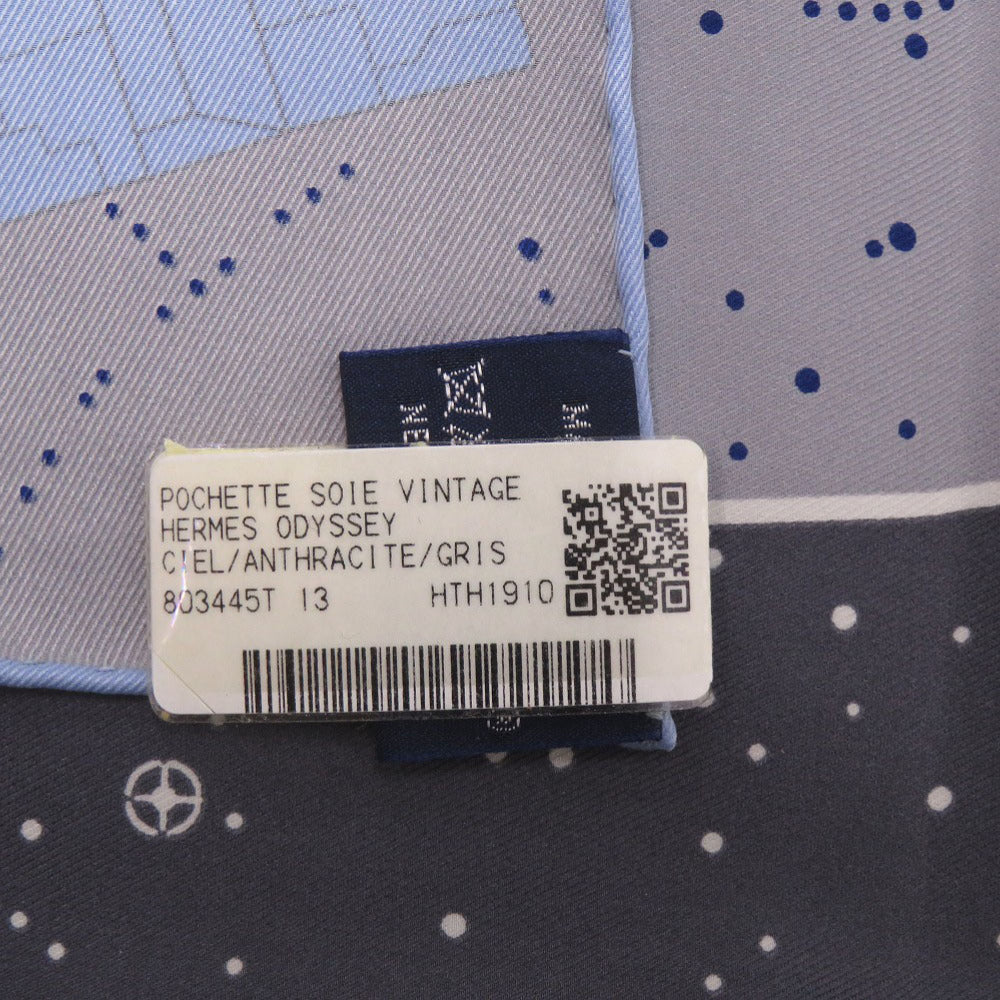 POCHETTE SOIE VINTAGE
HERMES ODYSSEY
CIEL/ANTHRACITE/GRIS
803445T 13 HTH1910